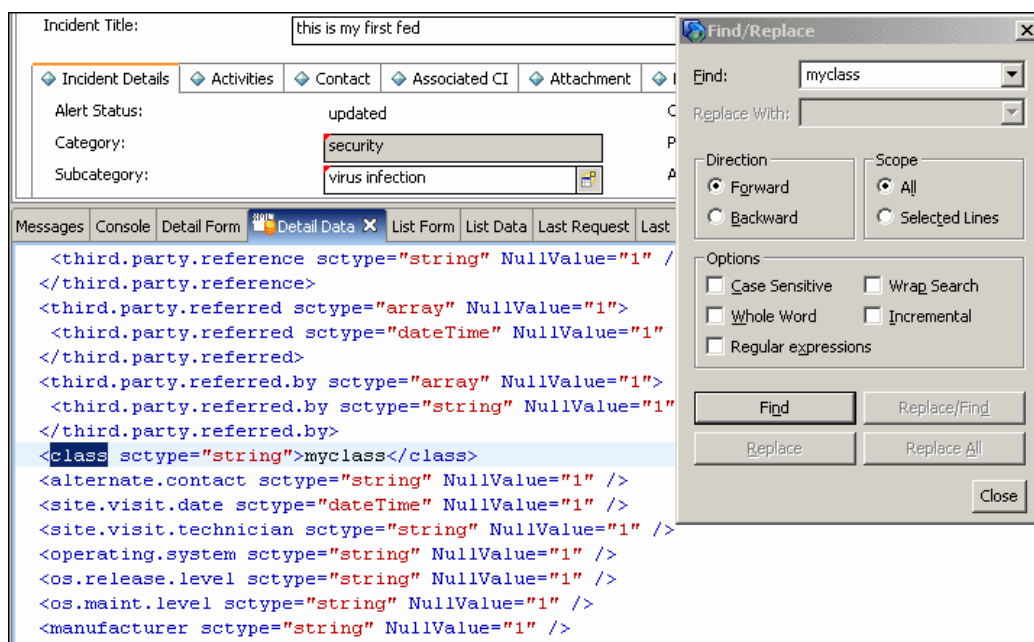 Incident Title: this is my first fed
Incident Details Activities Contact Associated CI Attachment
Alert Status: updated
Category: security
Subcategory: virus infection
Messages Console Detail Form Detail Data List Form List Data Last Request Last
<third.party.reference sctype="string" NullValue="1" /
</third.party.reference>
<third.party.referred sctype="array" NullValue="1">
<third.party.referred sctype="dateTime" NullValue="1"
</third.party.referred>
<third.party.referred.by sctype="array" NullValue="1">
<third.party.referred.by sctype="string" NullValue="1"
</third.party.referred.by>
<class sctype="string">myclass</class>
<alternate.contact sctype="string" NullValue="1" />
<site.visit.date sctype="dateTime" NullValue="1" />
<site.visit.technician sctype="string" NullValue="1" />
<operating.system sctype="string" NullValue="1" />
<os.release.level sctype="string" NullValue="1" />
<os.maint.level sctype="string" NullValue="1" />
<manufacturer sctype="string" NullValue="1" />
Find/Replace
Find: myclass
Replace With:
Direction
Forward
Backward
Scope
All
Selected Lines
Options
Case Sensitive Wrap Search
Whole Word Incremental
Regular expressions
Find Replace/Find
Replace Replace All
Close